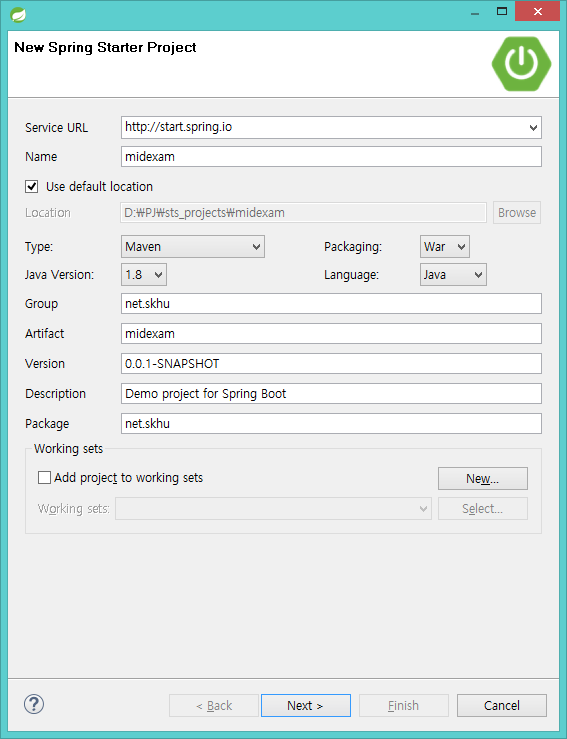 New Spring Starter Project
Service URL http://start.spring.io
Name midexam
Use default location
Location D:₩PJ₩sts_projects₩midexam Browse
Type: Maven Packaging: War
Java Version: 1.8 Language: Java
Group net.skhu
Artifact midexam
Version 0.0.1-SNAPSHOT
Description Demo project for Spring Boot
Package net.skhu
Working sets
Add project to working sets New...
Working sets: Select...
? < Back Next > Finish Cancel